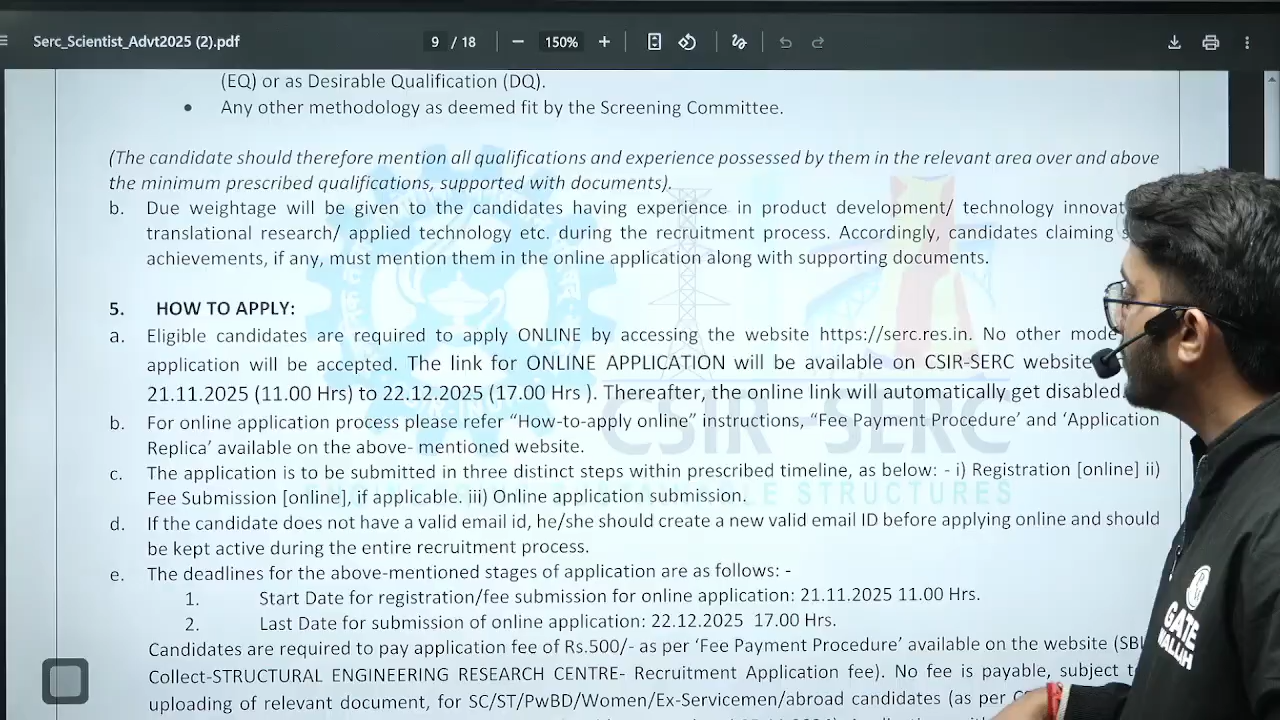 Serc_Scientist_Advt2025 (2).pdf
9 / 18
150%
(EQ) or as Desirable Qualification (DQ).
• Any other methodology as deemed fit by the Screening Committee.
(The candidate should therefore mention all qualifications and experience possessed by them in the relevant area over and above
the minimum prescribed qualifications, supported with documents).
b. Due weightage will be given to the candidates having experience in product development/ technology innovat
translational research/ applied technology etc. during the recruitment process. Accordingly, candidates claiming s
achievements, if any, must mention them in the online application along with supporting documents.
5. HOW TO APPLY:
a. Eligible candidates are required to apply ONLINE by accessing the website https://serc.res.in. No other mode
application will be accepted. The link for ONLINE APPLICATION will be available on CSIR-SERC website
21.11.2025 (11.00 Hrs) to 22.12.2025 (17.00 Hrs ). Thereafter, the online link will automatically get disabled.
b. For online application process please refer “How-to-apply online” instructions, “Fee Payment Procedure’ and ‘Application
Replica’ available on the above- mentioned website.
c. The application is to be submitted in three distinct steps within prescribed timeline, as below: - i) Registration [online] ii)
Fee Submission [online], if applicable. iii) Online application submission.
d. If the candidate does not have a valid email id, he/she should create a new valid email ID before applying online and should
be kept active during the entire recruitment process.
e. The deadlines for the above-mentioned stages of application are as follows: -
1. Start Date for registration/fee submission for online application: 21.11.2025 11.00 Hrs.
2. Last Date for submission of online application: 22.12.2025 17.00 Hrs.
Candidates are required to pay application fee of Rs.500/- as per ‘Fee Payment Procedure’ available on the website (SBI
Collect-STRUCTURAL ENGINEERING RESEARCH CENTRE- Recruitment Application fee). No fee is payable, subject to
uploading of relevant document, for SC/ST/PwBD/Women/Ex-Servicemen/abroad candidates (as per
CSIR-SERC
STRUCTURES
GATE
WALLAH